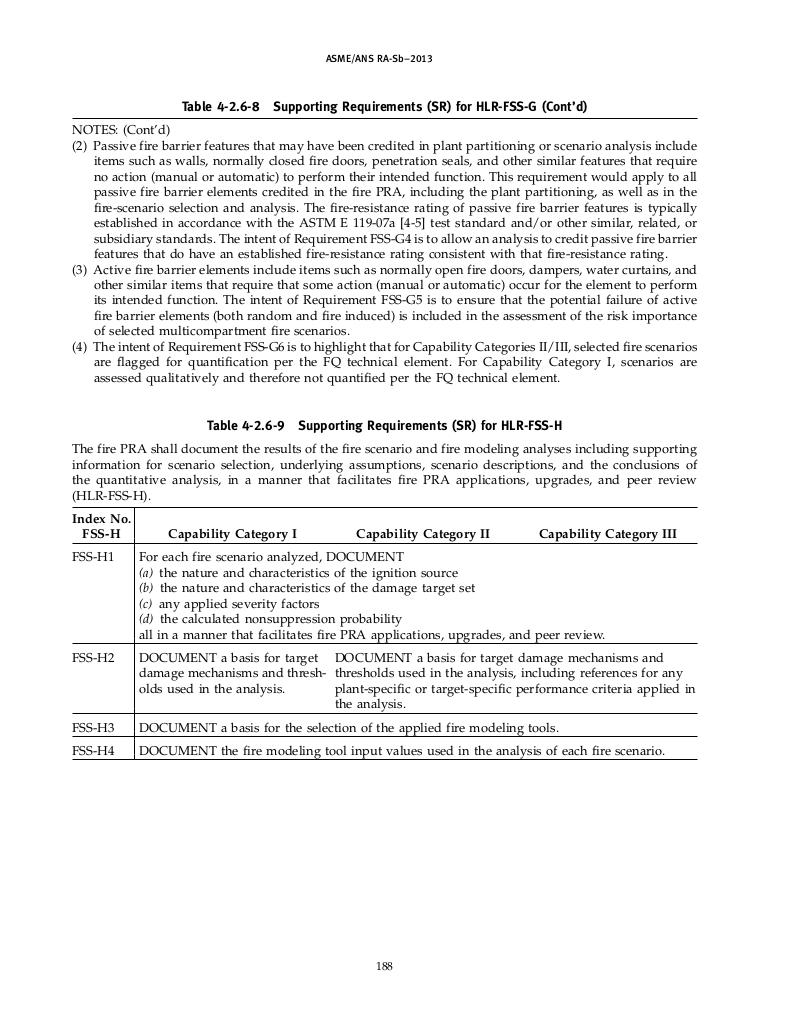 ASME/ANS RA-Sb–2013
Table 4-2.6-8 Supporting Requirements (SR) for HLR-FSS-G (Cont'd)
NOTES: (Cont'd)
(2) Passive fire barrier features that may have been credited in plant partitioning or scenario analysis include
items such as walls, normally closed fire doors, penetration seals, and other similar features that require
no action (manual or automatic) to perform their intended function. This requirement would apply to all
passive fire barrier elements credited in the fire PRA, including the plant partitioning, as well as in the
fire-scenario selection and analysis. The fire-resistance rating of passive fire barrier features is typically
established in accordance with the ASTM E 119-07a [4-5] test standard and/or other similar, related, or
subsidiary standards. The intent of Requirement FSS-G4 is to allow an analysis to credit passive fire barrier
features that do have an established fire-resistance rating consistent with that fire-resistance rating.
(3) Active fire barrier elements include items such as normally open fire doors, dampers, water curtains, and
other similar items that require that some action (manual or automatic) occur for the element to perform
its intended function. The intent of Requirement FSS-G5 is to ensure that the potential failure of active
fire barrier elements (both random and fire induced) is included in the assessment of the risk importance
of selected multicompartment fire scenarios.
(4) The intent of Requirement FSS-G6 is to highlight that for Capability Categories II/III, selected fire scenarios
are flagged for quantification per the FQ technical element. For Capability Category I, scenarios are
assessed qualitatively and therefore not quantified per the FQ technical element.
Table 4-2.6-9 Supporting Requirements (SR) for HLR-FSS-H
The fire PRA shall document the results of the fire scenario and fire modeling analyses including supporting
information for scenario selection, underlying assumptions, scenario descriptions, and the conclusions of
the quantitative analysis, in a manner that facilitates fire PRA applications, upgrades, and peer review
(HLR-FSS-H).
Index No.
FSS-H Capability Category I Capability Category II Capability Category III
FSS-H1 For each fire scenario analyzed, DOCUMENT
(a) the nature and characteristics of the ignition source
(b) the nature and characteristics of the damage target set
(c) any applied severity factors
(d) the calculated nonsuppression probability
all in a manner that facilitates fire PRA applications, upgrades, and peer review.
FSS-H2 DOCUMENT a basis for target
damage mechanisms and thresh-
olds used in the analysis.
DOCUMENT a basis for target damage mechanisms and
thresholds used in the analysis, including references for any
plant-specific or target-specific performance criteria applied in
the analysis.
FSS-H3 DOCUMENT a basis for the selection of the applied fire modeling tools.
FSS-H4 DOCUMENT the fire modeling tool input values used in the analysis of each fire scenario.
188